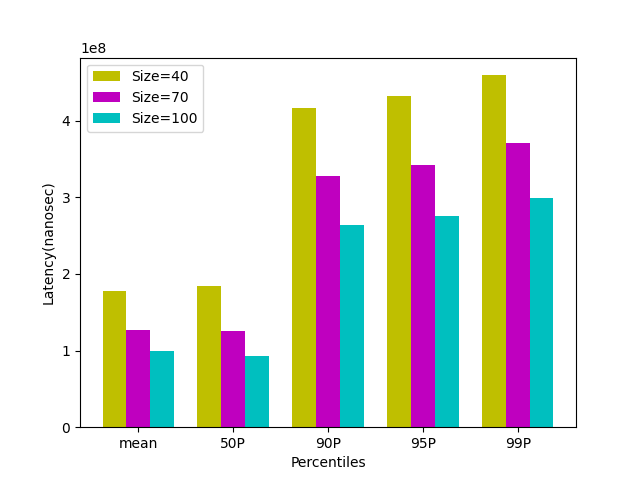 1e8
Size=40
Size=70
Size=100
4
3
2
1
0
Latency(nanosec)
mean 50P 90P 95P 99P
Percentiles